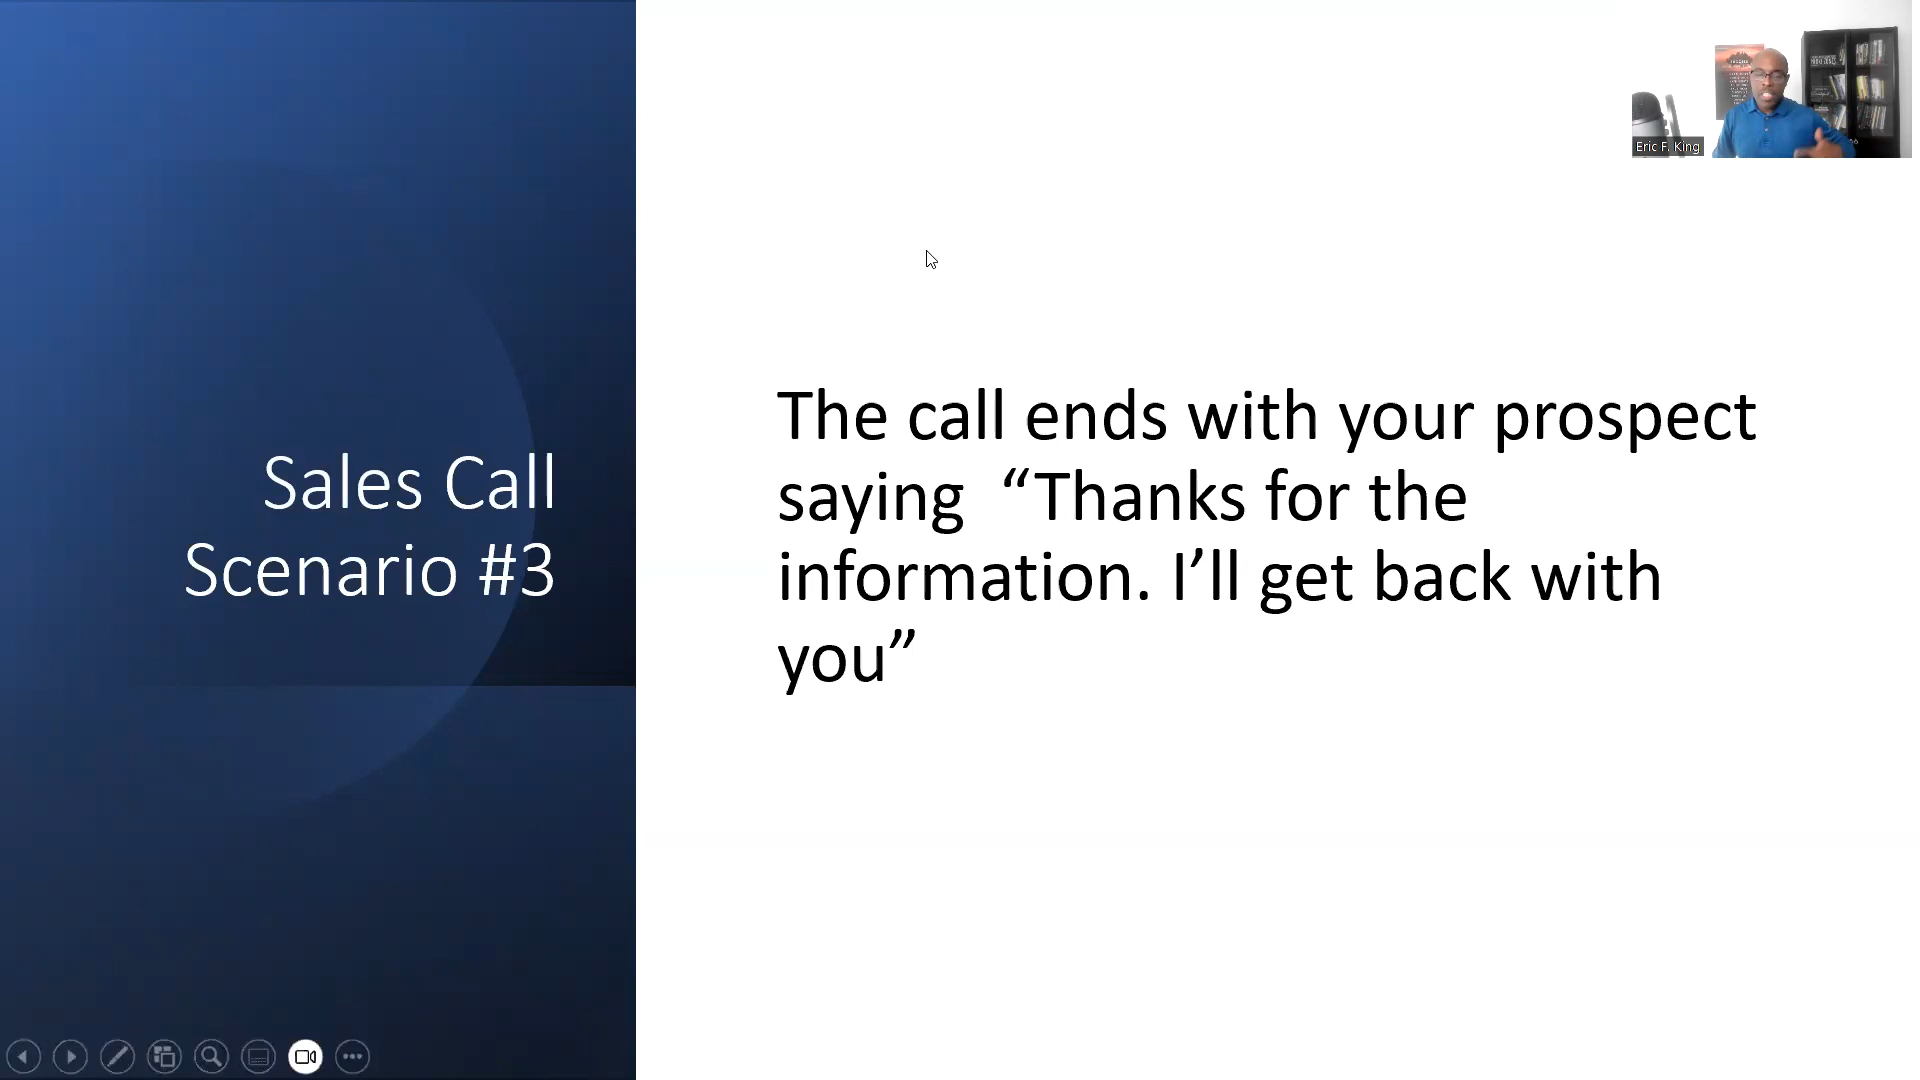 Sales Call
Scenario #3
The call ends with your prospect
saying  “Thanks for the
information. I’ll get back with
you”
Eric F. King